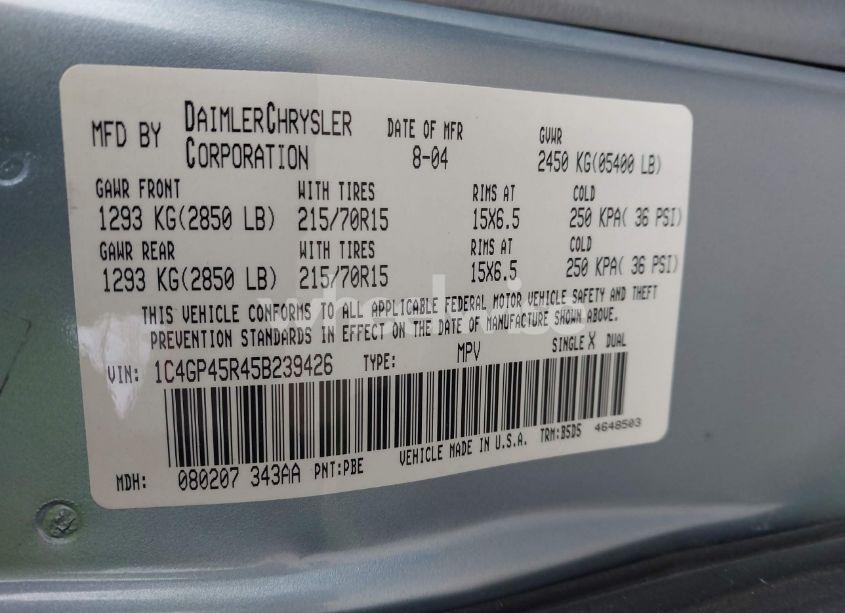 MFD BY DAIMLERCHRYSLER CORPORATION DATE OF MFR 8-04 GVWR 2450 KG(05400 LB)
GAWR FRONT WITH TIRES RIMS AT COLD
1293 KG(2850 LB) 215/70R15 15X6.5 250 KPA( 36 PSI)
GAWR REAR WITH TIRES RIMS AT COLD
1293 KG(2850 LB) 215/70R15 15X6.5 250 KPA( 36 PSI)
THIS VEHICLE CONFORMS TO ALL APPLICABLE FEDERAL MOTOR VEHICLE SAFETY AND THEFT
PREVENTION STANDARDS IN EFFECT ON THE DATE OF MANUFACTURE SHOWN ABOVE.
VIN: 1C4GP45R45B239426 TYPE: MPV SINGLE X DUAL
MDH: 080207 343AA PNT:PBE VEHICLE MADE IN U.S.A. TRM:B5D5 4648503